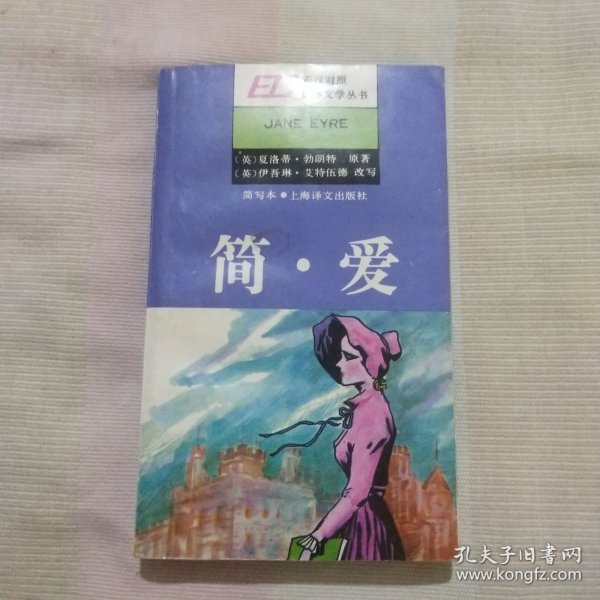 英汉对照
文学丛书
JANE EYRE
〔英〕夏洛蒂·勃朗特 原著
〔英〕伊吾琳·艾特伍德 改写
简写本●上海译文出版社
简·爱
孔夫子旧书网
www.kongfz.com